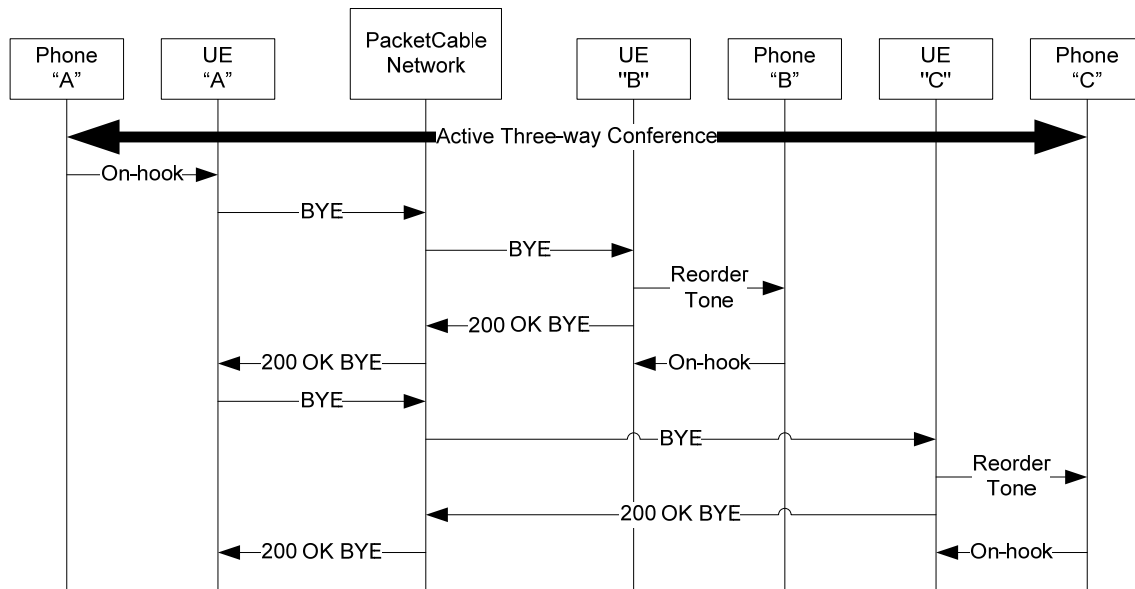 Phone
“A”
UE
“A”
PacketCable
Network
UE
"B"
Phone
“B”
UE
"C"
Phone
“C”
Active Three-way Conference
On-hook
BYE
BYE
Reorder
Tone
200 OK BYE
200 OK BYE
On-hook
BYE
BYE
Reorder
Tone
200 OK BYE
200 OK BYE
On-hook